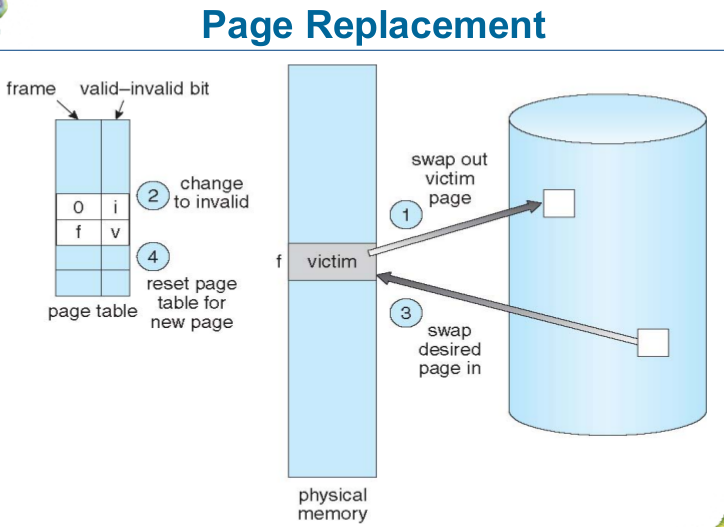 Page Replacement
frame
valid–invalid bit
0
i
f
v
2
change
to invalid
4
reset page
table for
new page
page table
f
victim
physical
memory
swap out
victim
page
1
3
swap
desired
page in